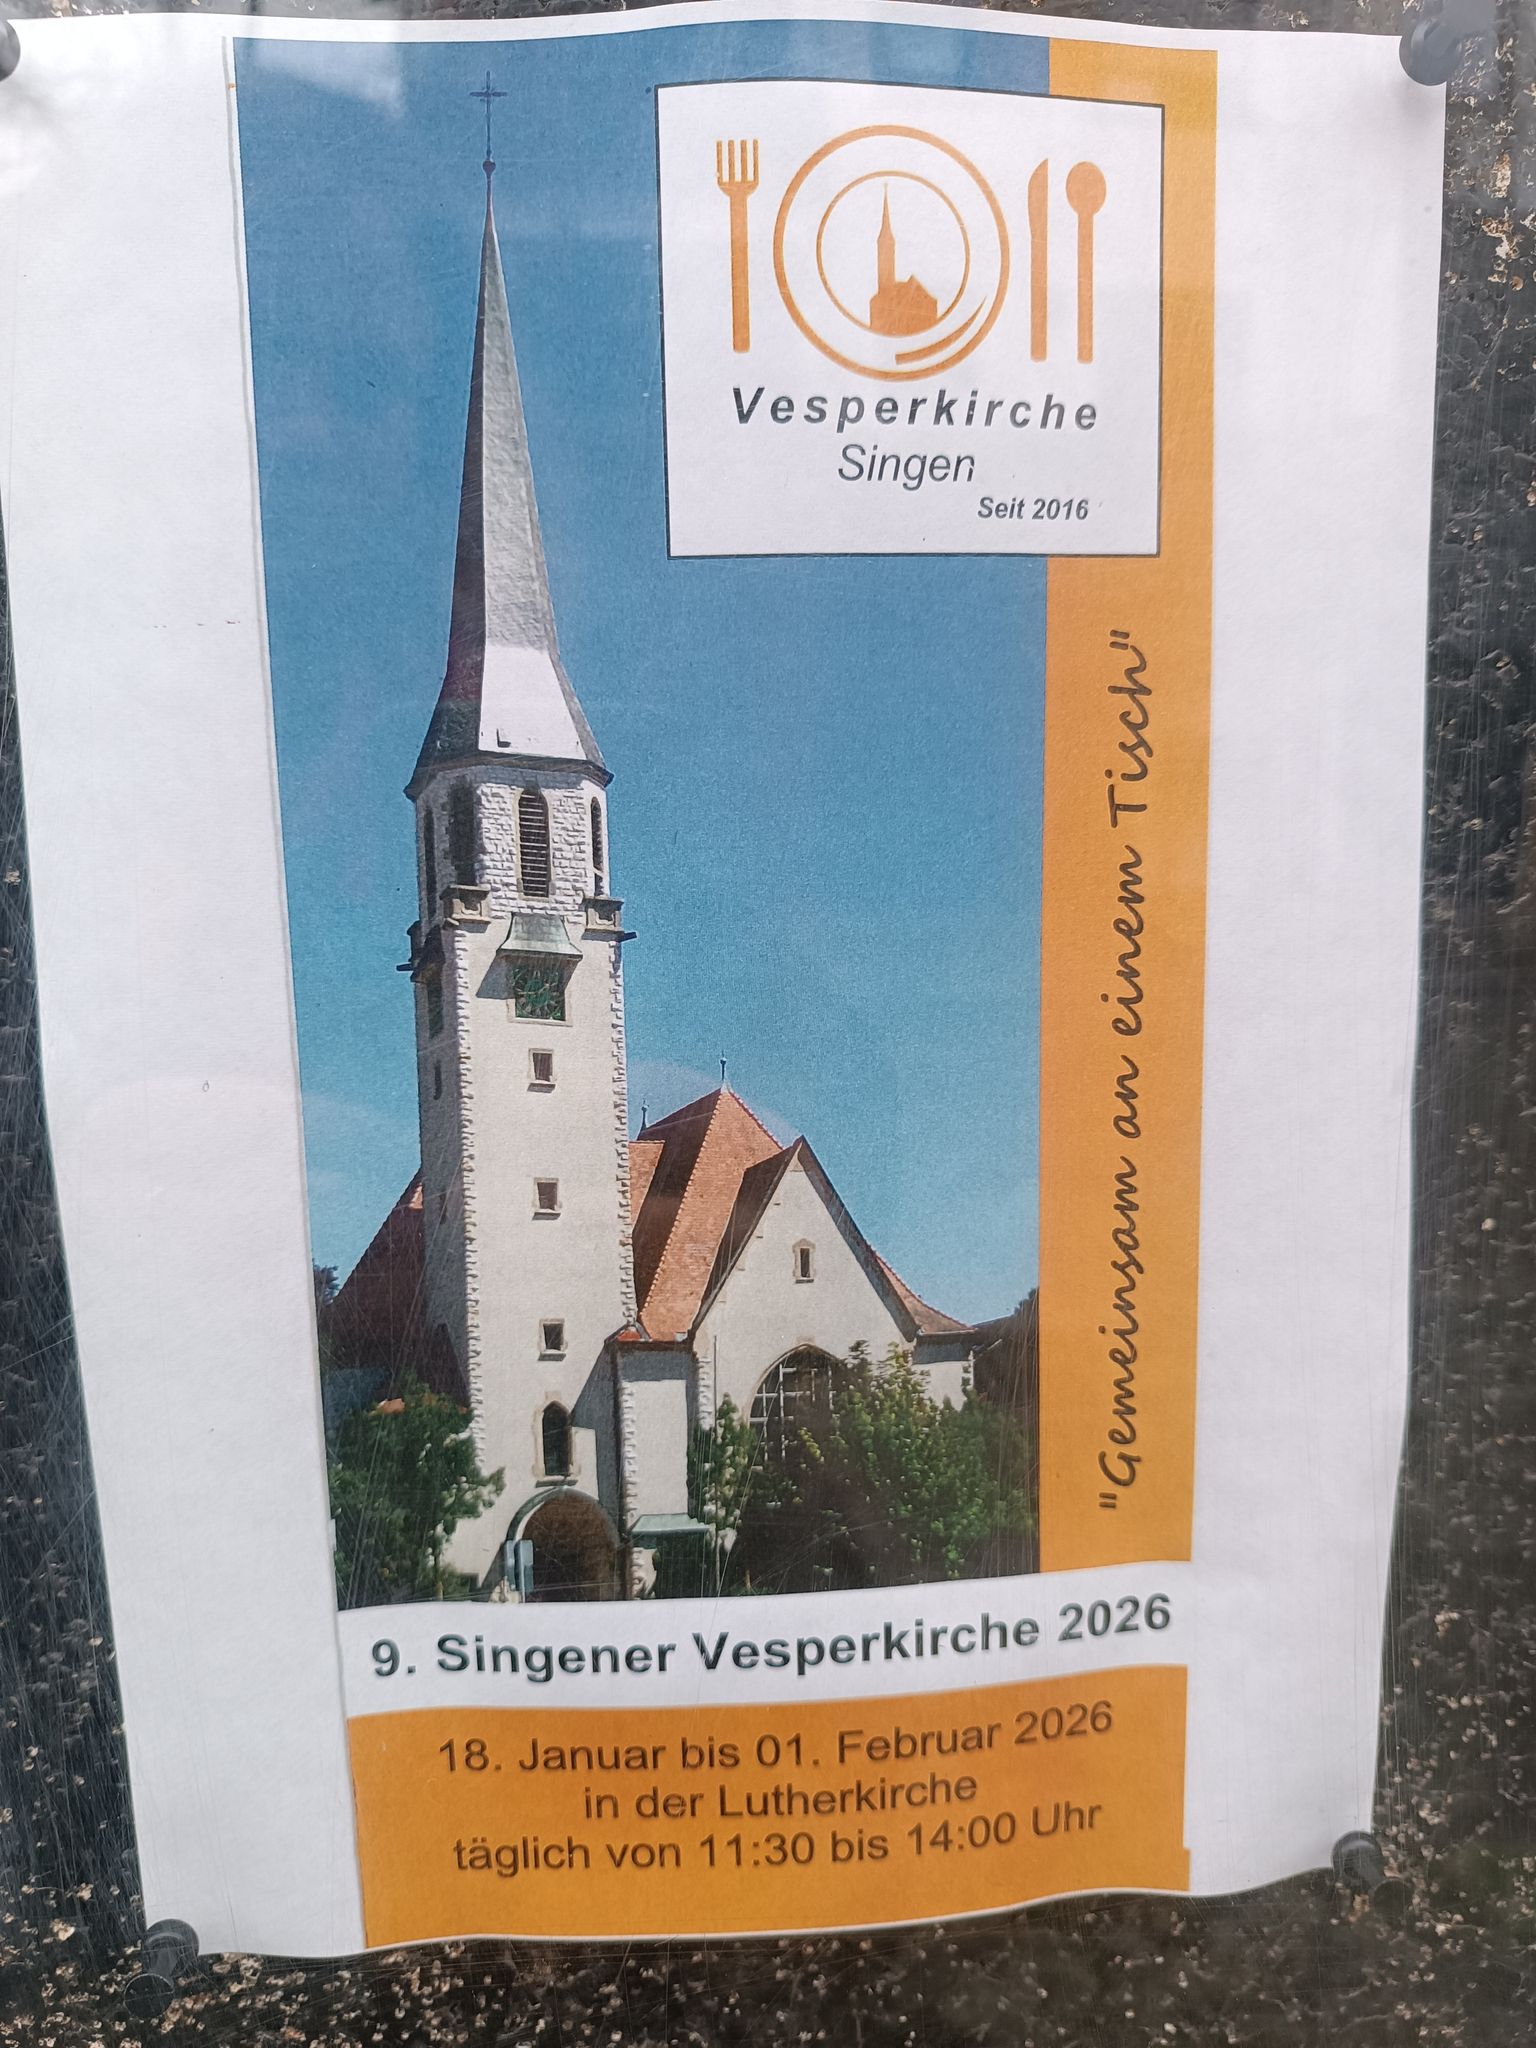 Vesperkirche
Singen
Seit 2016
"Gemeinsam an einem Tisch"
9. Singener Vesperkirche 2026
18. Januar bis 01. Februar 2026
in der Lutherkirche
täglich von 11:30 bis 14:00 Uhr